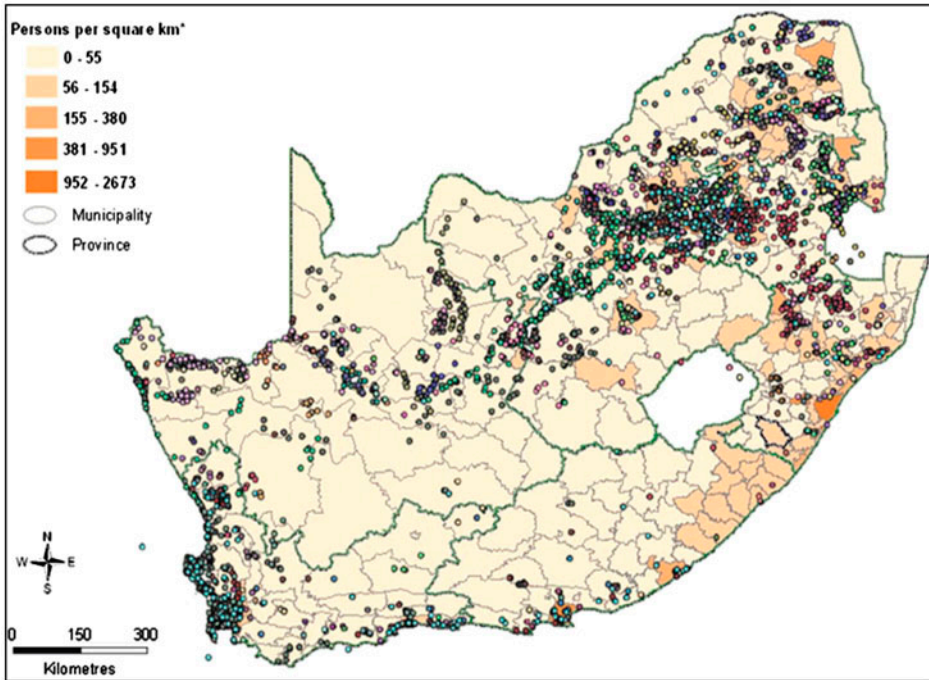 Persons per square km*
0 - 55
56 - 154
155 - 380
381 - 951
952 - 2673
Municipality
Province
N
W E
S
0 150 300
Kilometres